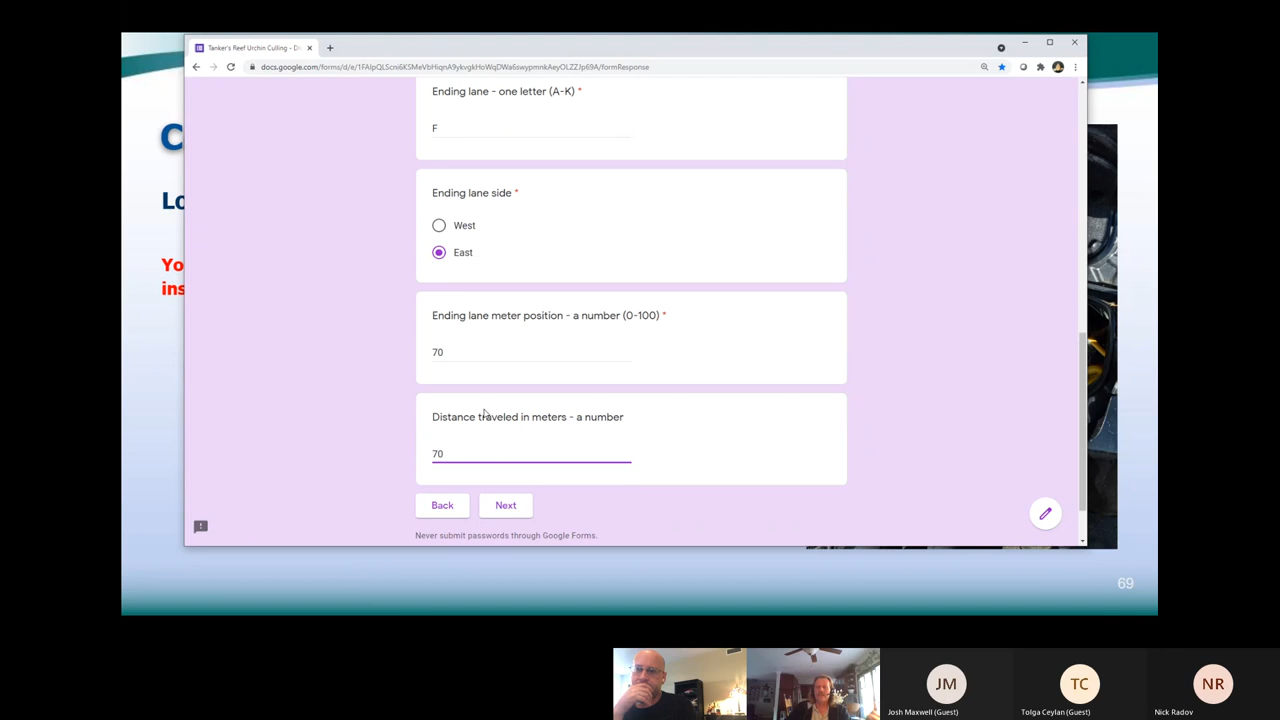 Tanker's Reef Urchin Culling - Di
docs.google.com/forms/d/e/1FAIpQLScni6KSMeVbHiqnA9ykvgkHoWqDWa6swypmnkAeyOLZZJp69A/formResponse
C
Lo
Yo
ins
Ending lane - one letter (A-K) *
F
Ending lane side *
West
East
Ending lane meter position - a number (0-100) *
70
Distance traveled in meters - a number
70
Back
Next
Never submit passwords through Google Forms.
69
JM
TC
NR
Josh Maxwell (Guest)
Tolga Ceylan (Guest)
Nick Radov